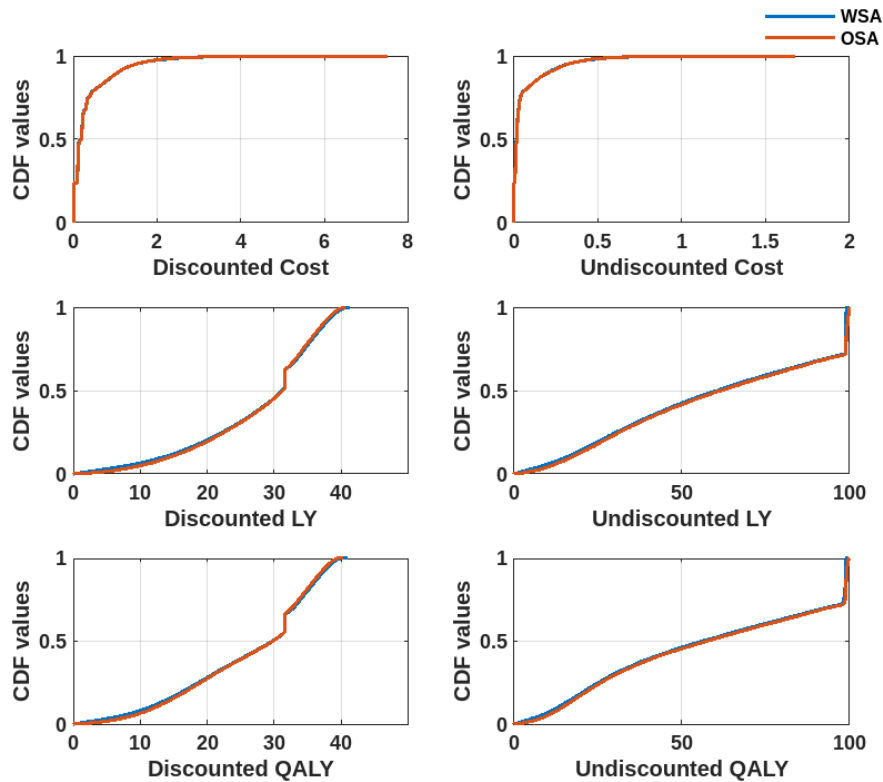 WSA
OSA
CDF values
1
0.5
0
0 2 4 6 8
Discounted Cost
CDF values
1
0.5
0
0 0.5 1 1.5 2
Undiscounted Cost
CDF values
1
0.5
0
0 10 20 30 40
Discounted LY
CDF values
1
0.5
0
0 50 100
Undiscounted LY
CDF values
1
0.5
0
0 10 20 30 40
Discounted QALY
CDF values
1
0.5
0
0 50 100
Undiscounted QALY